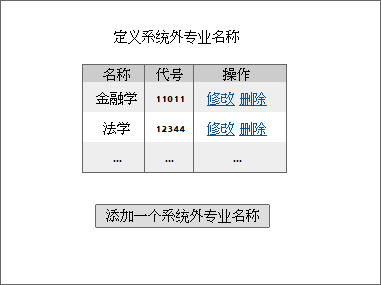 定义系统外专业名称
名称 代号 操作
金融学 11011 修改 删除
法学 12344 修改 删除
... ... ...
添加一个系统外专业名称